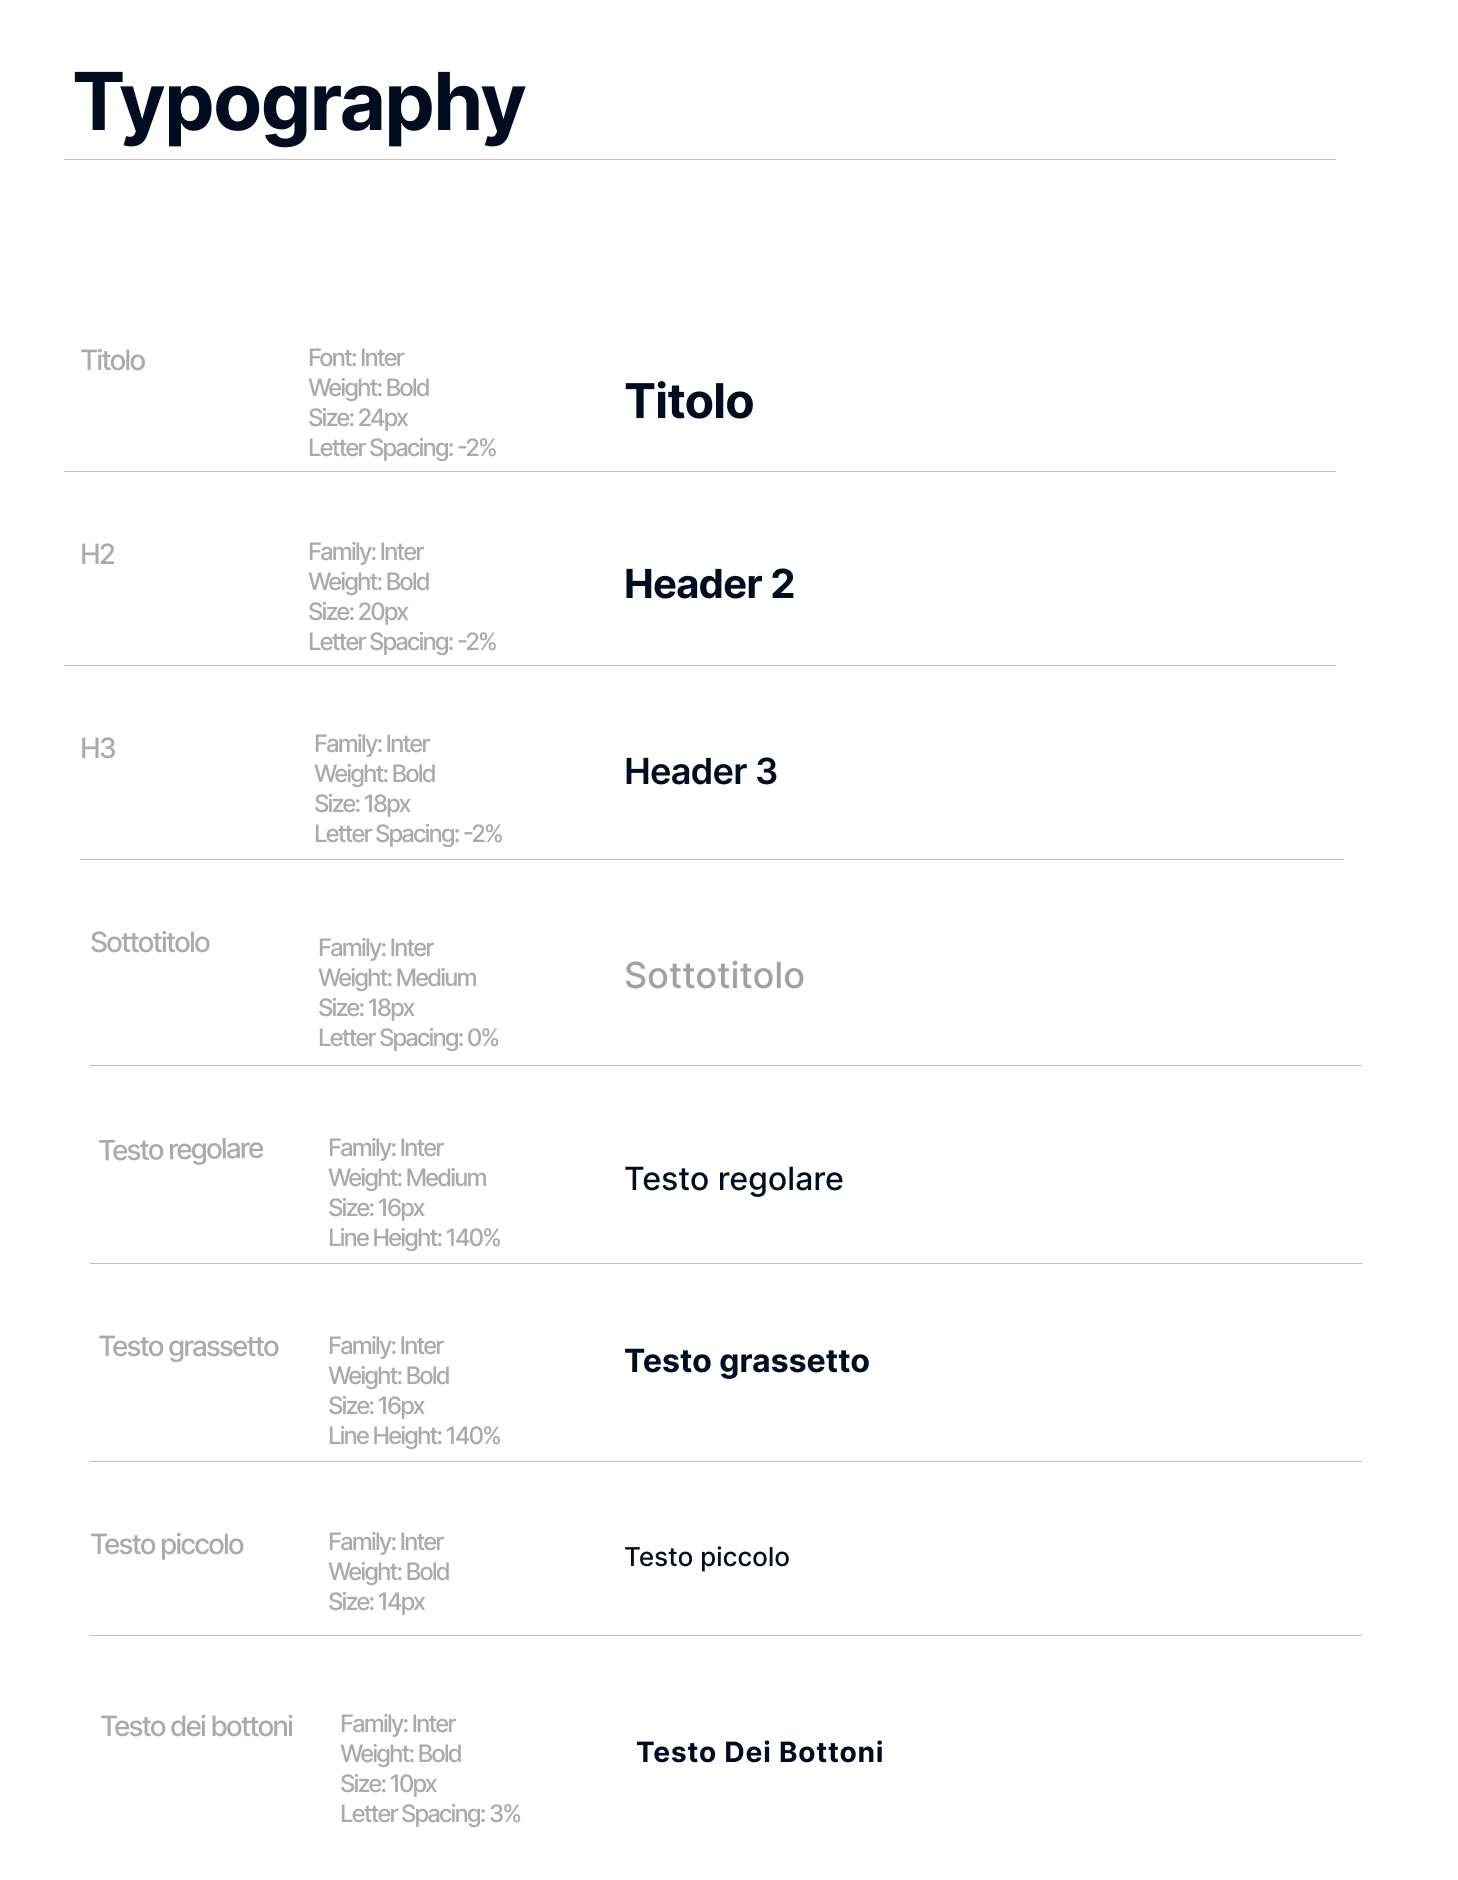 Typography
Titolo
Font: Inter
Weight: Bold
Size: 24px
Letter Spacing: -2%
Titolo
H2
Family: Inter
Weight: Bold
Size: 20px
Letter Spacing: -2%
Header 2
H3
Family: Inter
Weight: Bold
Size: 18px
Letter Spacing: -2%
Header 3
Sottotitolo
Family: Inter
Weight: Medium
Size: 18px
Letter Spacing: 0%
Sottotitolo
Testo regolare
Family: Inter
Weight: Medium
Size: 16px
Line Height: 140%
Testo regolare
Testo grassetto
Family: Inter
Weight: Bold
Size: 16px
Line Height: 140%
Testo grassetto
Testo piccolo
Family: Inter
Weight: Bold
Size: 14px
Testo piccolo
Testo dei bottoni
Family: Inter
Weight: Bold
Size: 10px
Letter Spacing: 3%
Testo Dei Bottoni